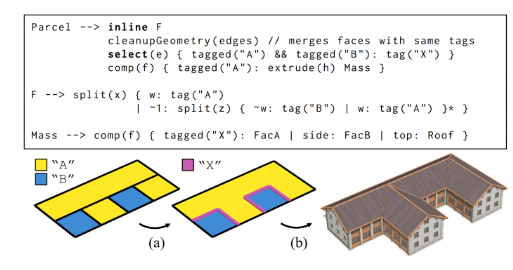 Parcel --> inline F
cleanupGeometry(edges) // merges faces with same tags
select(e) { tagged("A") && tagged("B"): tag("X") }
comp(f) { tagged("A"): extrude(h) Mass }
F --> split(x) { w: tag("A")
| ~1: split(z) { ~w: tag("B") | w: tag("A") }* }
Mass --> comp(f) { tagged("X"): FacA | side: FacB | top: Roof }
"A"
"B"
"X"
(a)
(b)